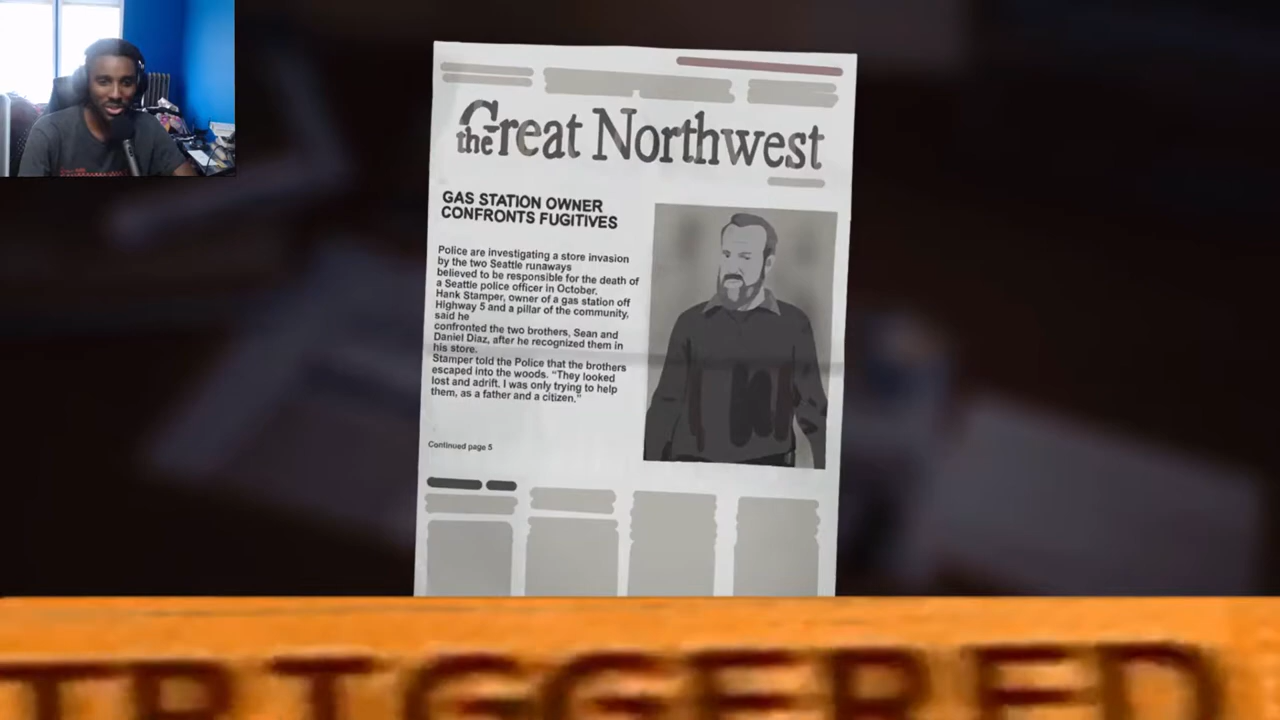 the Great Northwest
GAS STATION OWNER
CONFRONTS FUGITIVES
Police are investigating a store invasion
by the two Seattle runaways
believed to be responsible for the death of
a Seattle police officer in October.
Hank Stamper, owner of a gas station off
Highway 5 and a pillar of the community,
said he
confronted the two brothers, Sean and
Daniel Diaz, after he recognized them in
his store.
Stamper told the Police that the brothers
escaped into the woods. "They looked
lost and adrift. I was only trying to help
them, as a father and a citizen."
Continued page 5
TRIGGERED